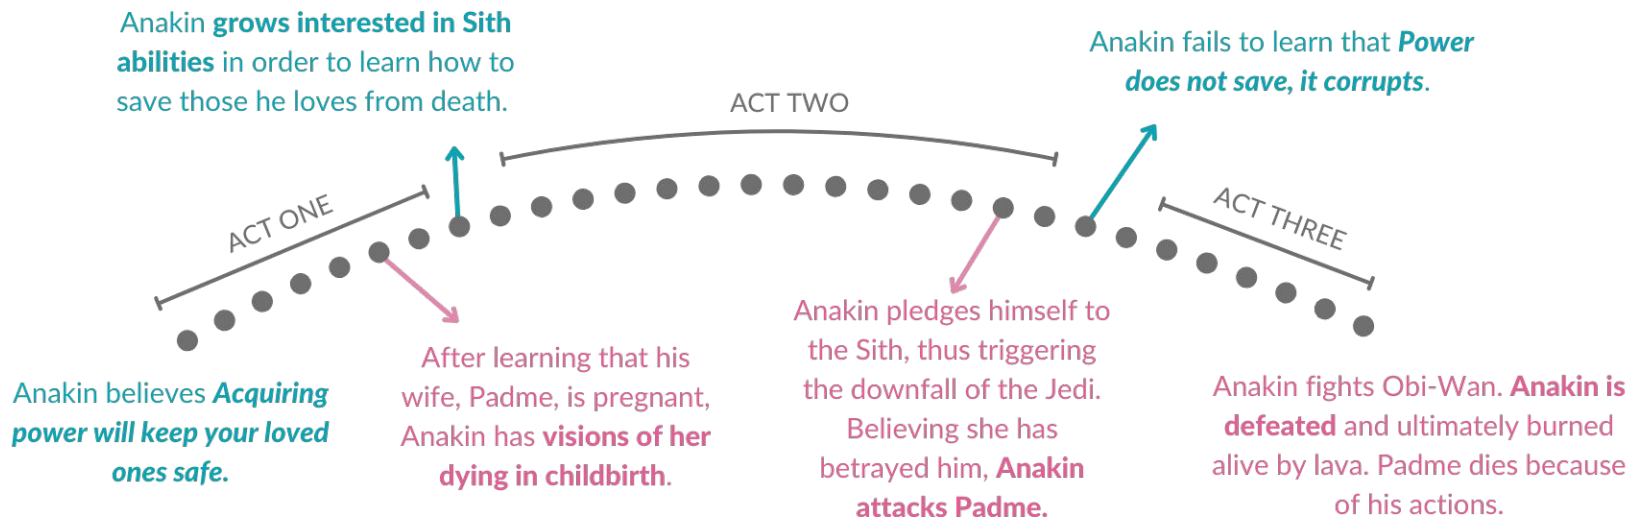 Anakin grows interested in Sith
abilities in order to learn how to
save those he loves from death.
Anakin fails to learn that Power
does not save, it corrupts.
ACT ONE
ACT TWO
ACT THREE
Anakin believes Acquiring
power will keep your loved
ones safe.
After learning that his
wife, Padme, is pregnant,
Anakin has visions of her
dying in childbirth.
Anakin pledges himself to
the Sith, thus triggering
the downfall of the Jedi.
Believing she has
betrayed him, Anakin
attacks Padme.
Anakin fights Obi-Wan. Anakin is
defeated and ultimately burned
alive by lava. Padme dies because
of his actions.